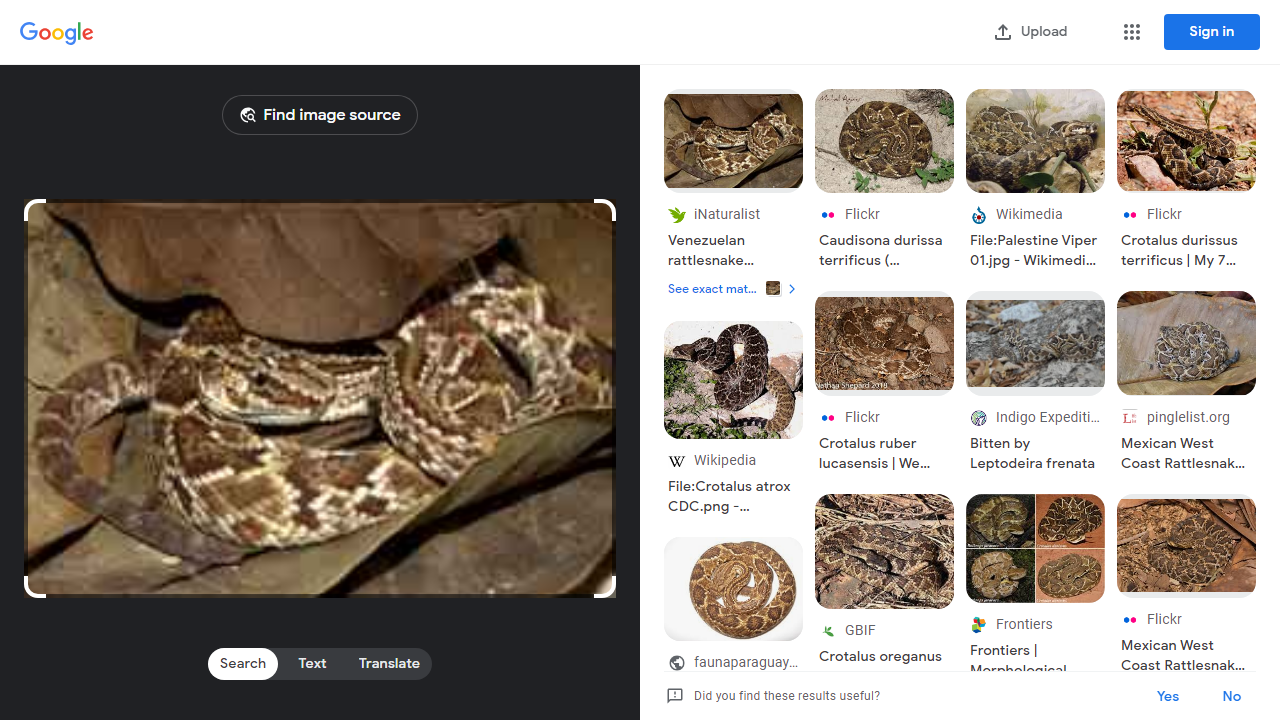 Google
Upload
Sign in
Find image source
Search
Text
Translate
iNaturalist
Venezuelan
rattlesnake...
See exact mat...
Wikipedia
File:Crotalus atrox
CDC.png -...
faunaparaguay...
Flickr
Caudisona durissa
terrificus (...
Nathan Shepard 2018
Flickr
Crotalus ruber
lucasensis | We...
GBIF
Crotalus oreganus
Wikimedia
File:Palestine Viper
01.jpg - Wikimedi...
Indigo Expediti...
Bitten by
Leptodeira frenata
Frontiers
Frontiers |
Morphological
Flickr
Crotalus durissus
terrificus | My 7...
pinglelist.org
Mexican West
Coast Rattlesnak...
Flickr
Mexican West
Coast Rattlesnak...
Did you find these results useful?
Yes
No